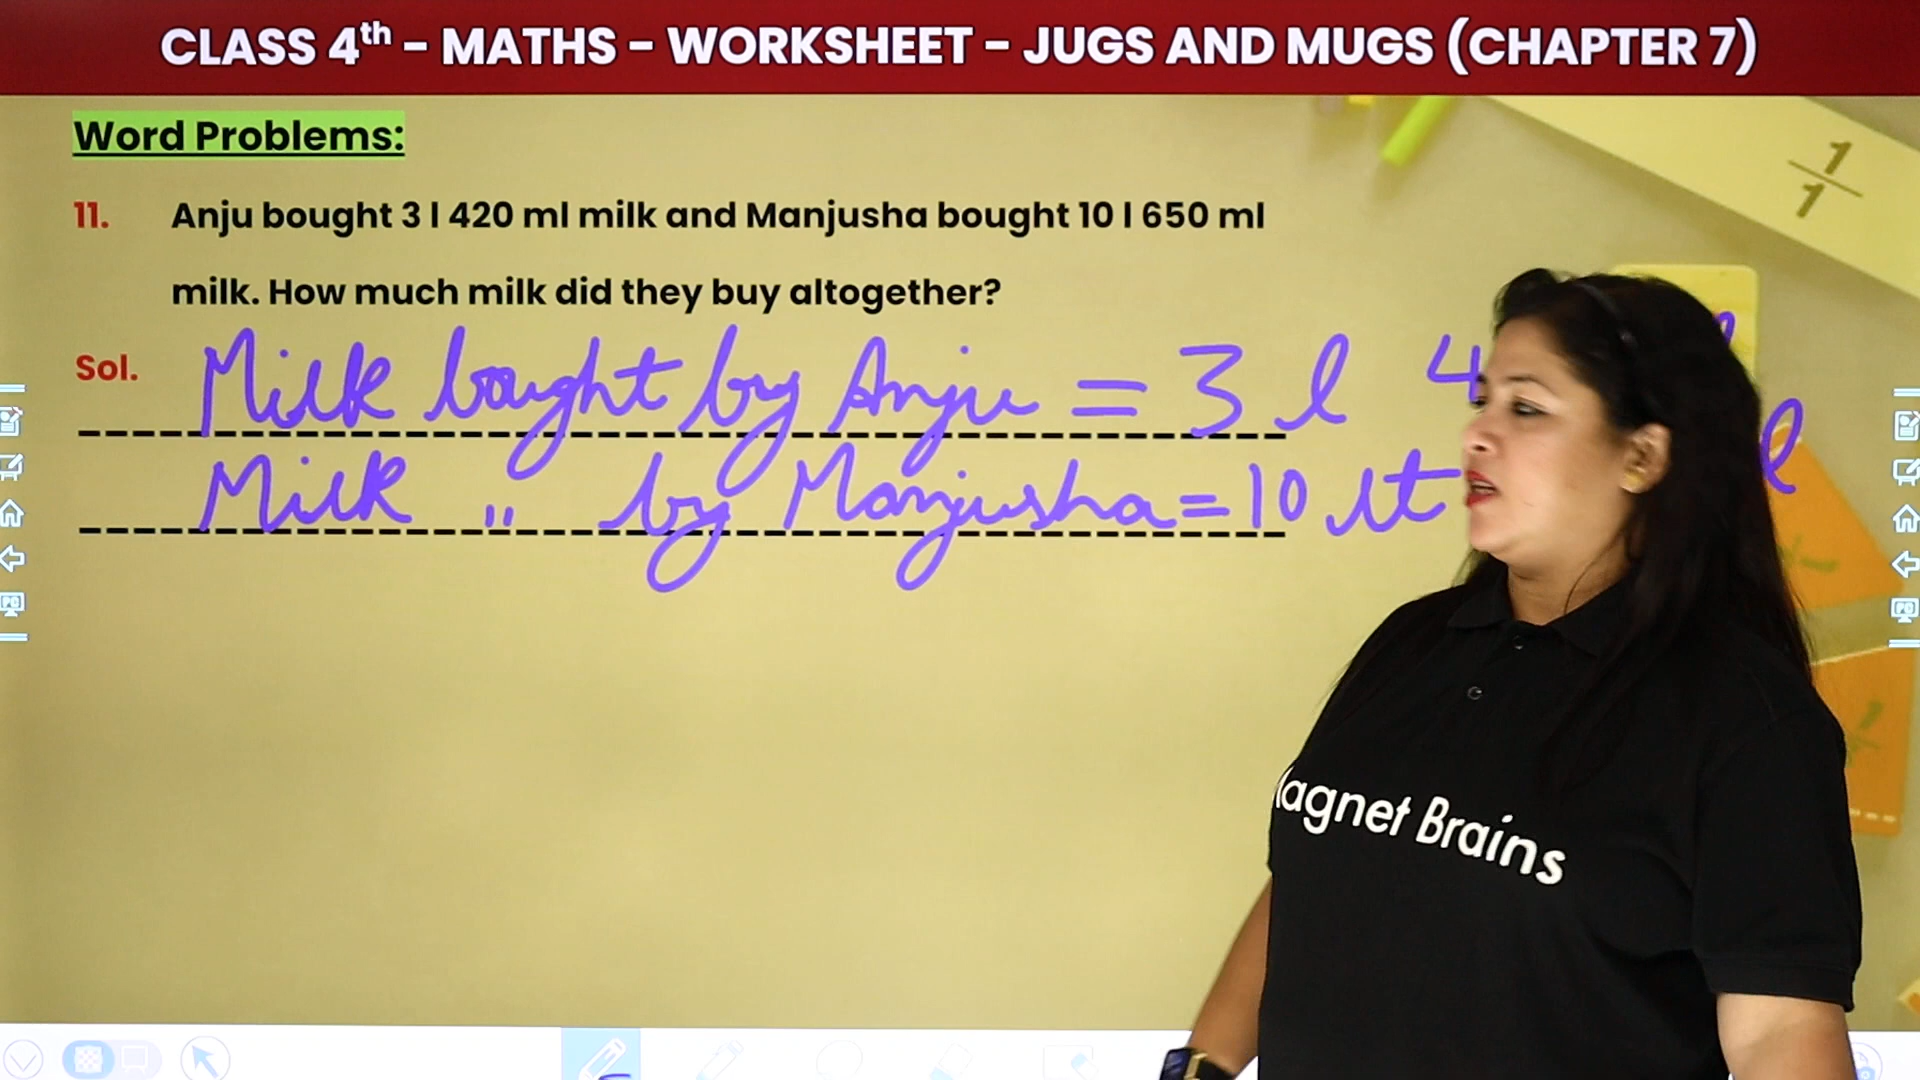 CLASS 4th - MATHS - WORKSHEET - JUGS AND MUGS (CHAPTER 7)
Word Problems:
11. Anju bought 3 l 420 ml milk and Manjusha bought 10 l 650 ml
milk. How much milk did they buy altogether?
Sol. Milk bought by Anju = 3 l 4
Milk " by Manjusha = 10 lt
agnet Brains
1
1